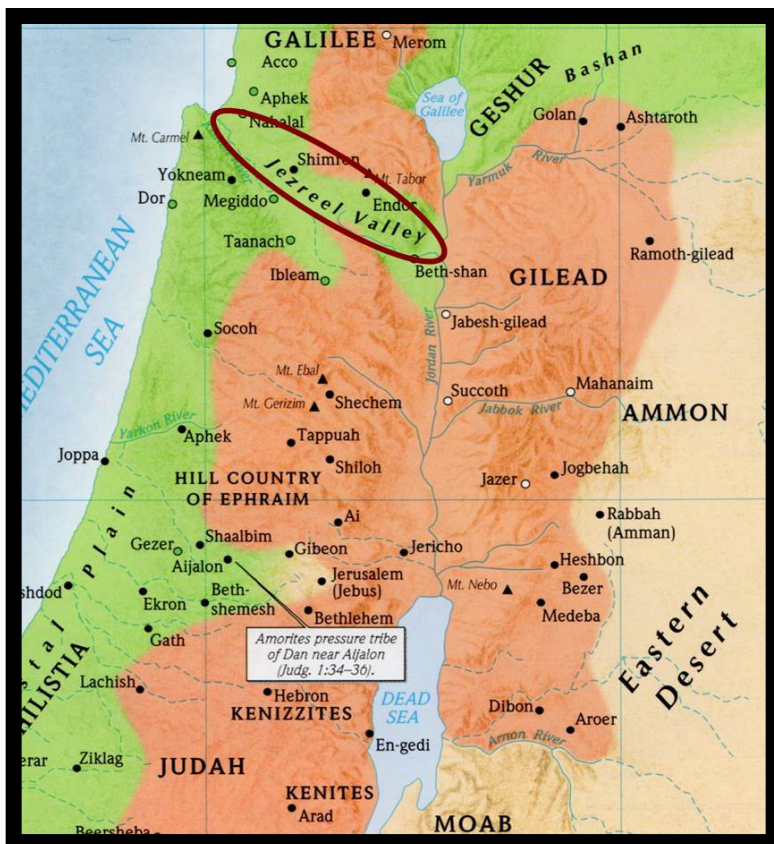 GALILEE
Merom
Acco
Bashan
GESHUR
Aphek
Sea of
Galilee
Golan
Ashtaroth
Nahalal
Mt. Carmel
Shimron
Mt. Tabor
Yarmuk River
Yokneam
Jezreel Valley
Endor
Dor
Megiddo
Taanach
Ramoth-gilead
Beth-shan
GILEAD
Ibleam
MEDITERRANEAN
SEA
Jabesh-gilead
Jordan River
Socoh
Mt. Ebal
Mahanaim
Succoth
Shechem
Mt. Gerizim
Jabbok River
AMMON
Yarkon River
Aphek
Tappuah
Joppa
Shiloh
Jogbehah
HILL COUNTRY
OF EPHRAIM
Jazer
Plain
Ai
Rabbah
(Amman)
Shaalbim
Gezer
Gibeon
Jericho
Aijalon
Heshbon
Jerusalem
(Jebus)
Mt. Nebo
Bezer
shdod
Ekron
Beth-
shemesh
Bethlehem
Medeba
Eastern
Desert
Gath
Amorites pressure tribe
of Dan near Aijalon
(Judg. 1:34–36).
stal
HILISTIA
Lachish
Hebron
DEAD
SEA
KENIZZITES
Dibon
Aroer
En-gedi
Arnon River
erar
Ziklag
JUDAH
KENITES
Arad
MOAB
Beersheba